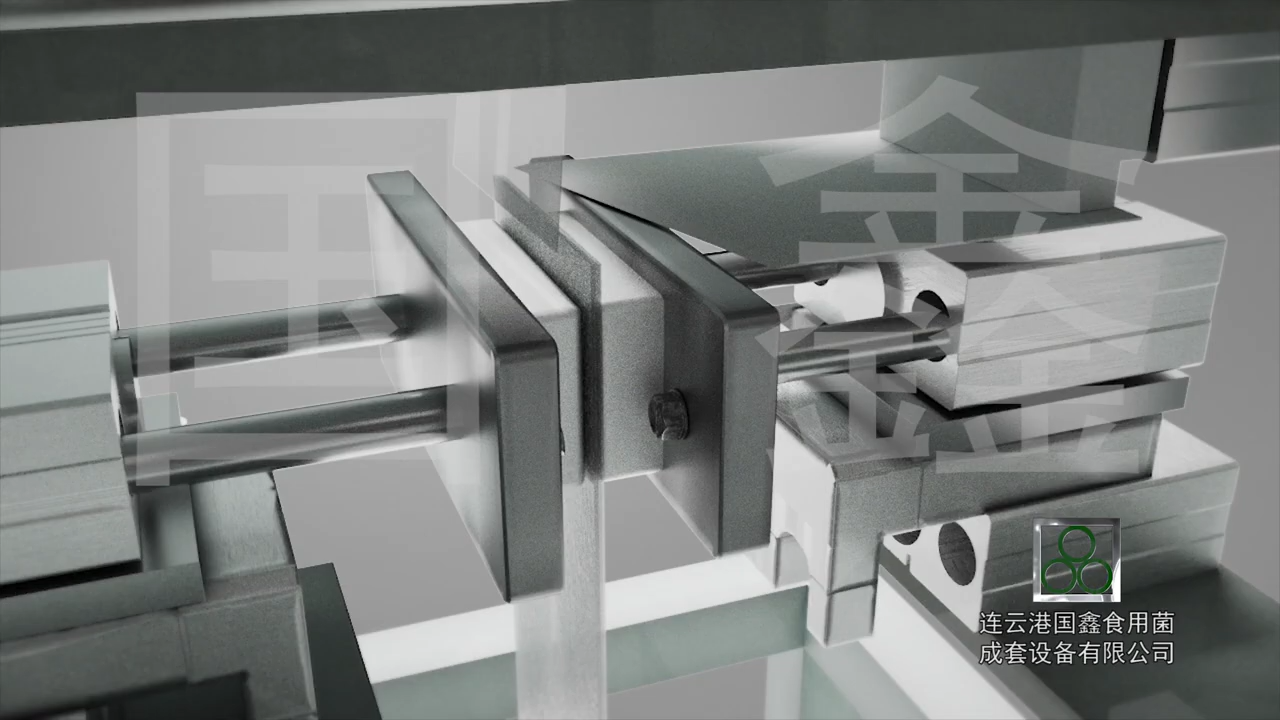 国鑫
连云港国鑫食用菌
成套设备有限公司